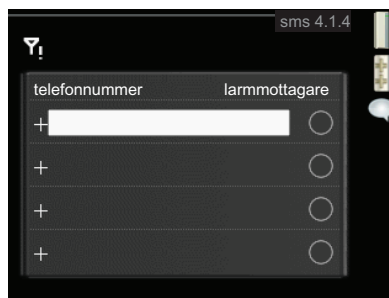 sms 4.1.4
telefonnummer larmmottagare
+
+
+
+